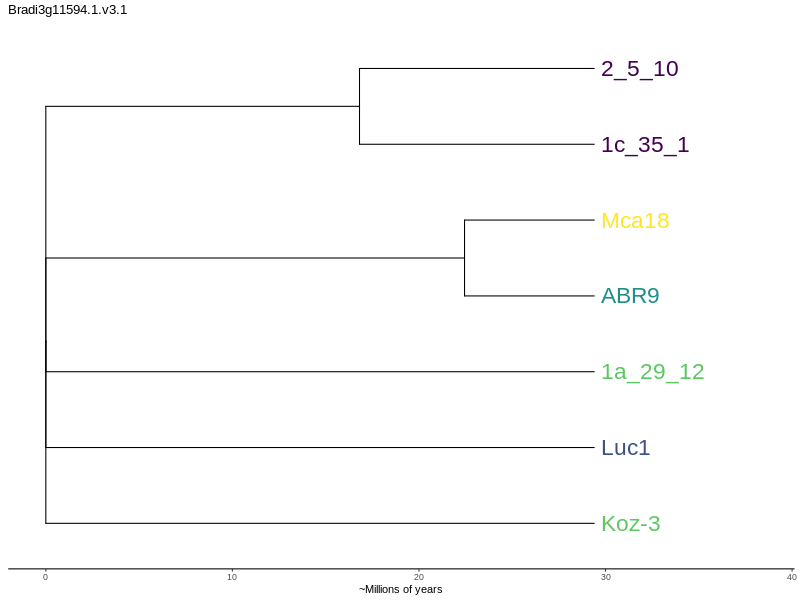 Bradi3g11594.1.v3.1
2_5_10
1c_35_1
Mca18
ABR9
1a_29_12
Luc1
Koz-3
0 10 20 30 40
~Millions of years